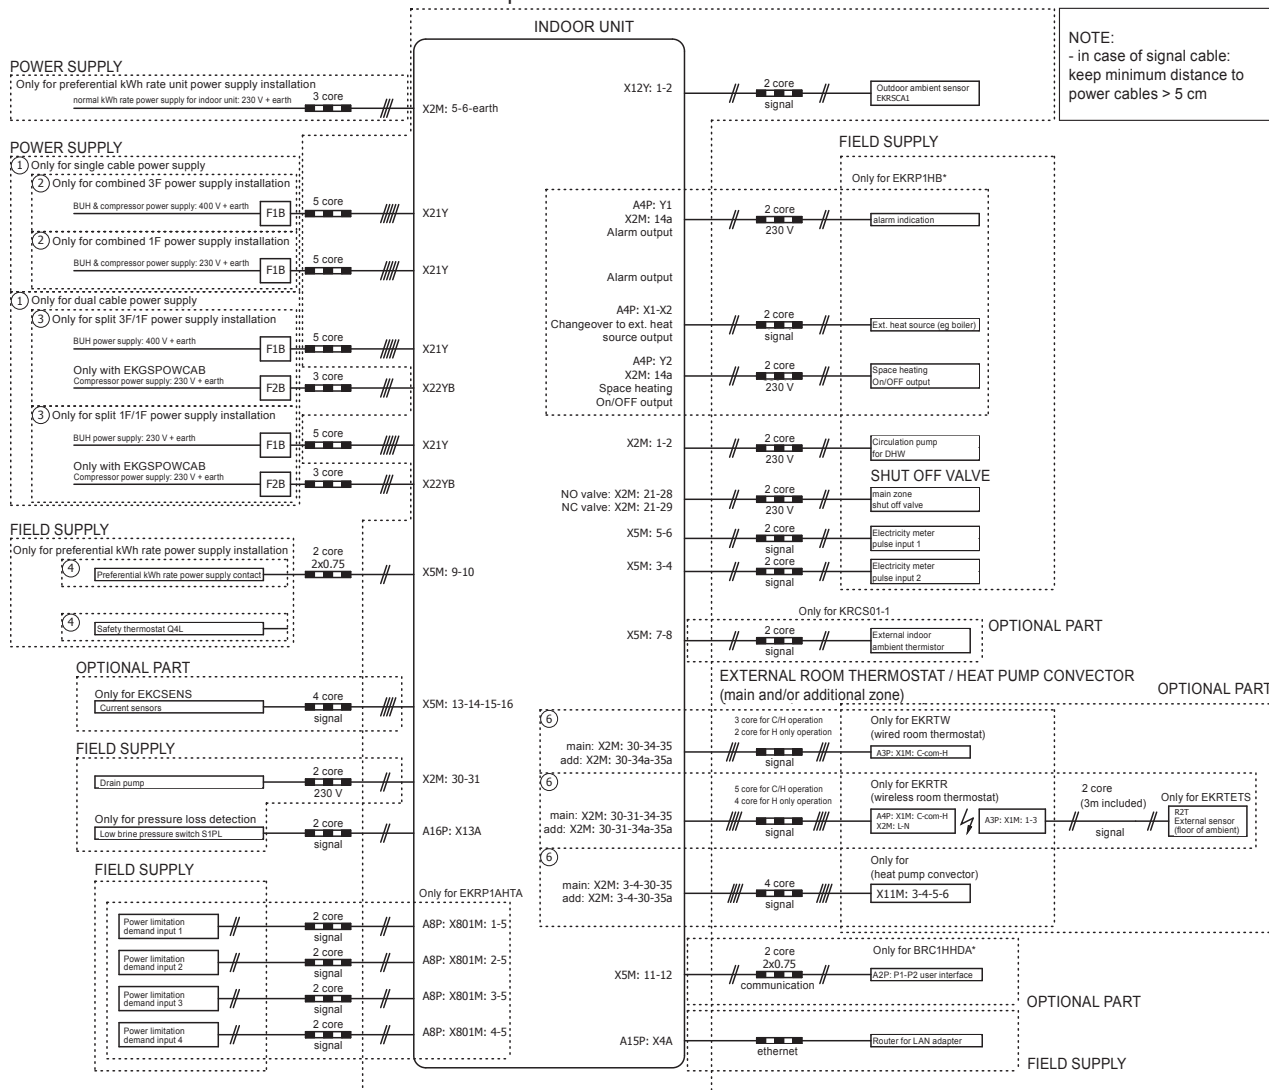 INDOOR UNIT
NOTE:
- in case of signal cable:
keep minimum distance to
power cables > 5 cm
POWER SUPPLY
Only for preferential kWh rate unit power supply installation
normal kWh rate power supply for indoor unit: 230 V + earth
3 core
X2M: 5-6-earth
POWER SUPPLY
1 Only for single cable power supply
2 Only for combined 3F power supply installation
BUH & compressor power supply: 400 V + earth
F1B
5 core
X21Y
2 Only for combined 1F power supply installation
BUH & compressor power supply: 230 V + earth
F1B
5 core
X21Y
1 Only for dual cable power supply
3 Only for split 3F/1F power supply installation
BUH power supply: 400 V + earth
F1B
5 core
X21Y
Only with EKGSPOWCAB
Compressor power supply: 230 V + earth
F2B
3 core
X22YB
3 Only for split 1F/1F power supply installation
BUH power supply: 230 V + earth
F1B
5 core
X21Y
Only with EKGSPOWCAB
Compressor power supply: 230 V + earth
F2B
3 core
X22YB
FIELD SUPPLY
Only for preferential kWh rate power supply installation
4
Preferential kWh rate power supply contact
2 core
2x0.75
X5M: 9-10
4
Safety thermostat Q4L
OPTIONAL PART
Only for EKCSENS
Current sensors
4 core
signal
X5M: 13-14-15-16
FIELD SUPPLY
Drain pump
2 core
230 V
X2M: 30-31
Only for pressure loss detection
Low brine pressure switch S1PL
2 core
signal
A16P: X13A
FIELD SUPPLY
Only for EKRP1AHTA
Power limitation
demand input 1
2 core
signal
A8P: X801M: 1-5
Power limitation
demand input 2
2 core
signal
A8P: X801M: 2-5
Power limitation
demand input 3
2 core
signal
A8P: X801M: 3-5
Power limitation
demand input 4
2 core
signal
A8P: X801M: 4-5
X12Y: 1-2
2 core
signal
Outdoor ambient sensor
EKRSCA1
FIELD SUPPLY
Only for EKRP1HB*
A4P: Y1
X2M: 14a
Alarm output
2 core
230 V
alarm indication
Alarm output
A4P: X1-X2
Changeover to ext. heat
source output
2 core
signal
Ext. heat source (eg boiler)
A4P: Y2
X2M: 14a
Space heating
On/OFF output
2 core
230 V
Space heating
On/OFF output
X2M: 1-2
2 core
230 V
Circulation pump
for DHW
SHUT OFF VALVE
NO valve: X2M: 21-28
NC valve: X2M: 21-29
2 core
230 V
main zone
shut off valve
X5M: 5-6
2 core
signal
Electricity meter
pulse input 1
X5M: 3-4
2 core
signal
Electricity meter
pulse input 2
Only for KRCS01-1
X5M: 7-8
2 core
signal
External indoor
ambient thermistor
OPTIONAL PART
EXTERNAL ROOM THERMOSTAT / HEAT PUMP CONVECTOR
(main and/or additional zone)
OPTIONAL PART
6
main: X2M: 30-34-35
add: X2M: 30-34a-35a
3 core for C/H operation
2 core for H only operation
signal
Only for EKRTW
(wired room thermostat)
A3P: X1M: C-com-H
6
main: X2M: 30-31-34-35
add: X2M: 30-31-34a-35a
5 core for C/H operation
4 core for H only operation
signal
Only for EKRTR
(wireless room thermostat)
A4P: X1M: C-com-H
X2M: L-N
A3P: X1M: 1-3
2 core
(3m included)
signal
Only for EKRTETS
R2T
External sensor
(floor of ambient)
6
main: X2M: 3-4-30-35
add: X2M: 3-4-30-35a
4 core
signal
Only for
(heat pump convector)
X11M: 3-4-5-6
X5M: 11-12
2 core
2x0.75
communication
Only for BRC1HHDA*
A2P: P1-P2 user interface
OPTIONAL PART
A15P: X4A
ethernet
Router for LAN adapter
FIELD SUPPLY